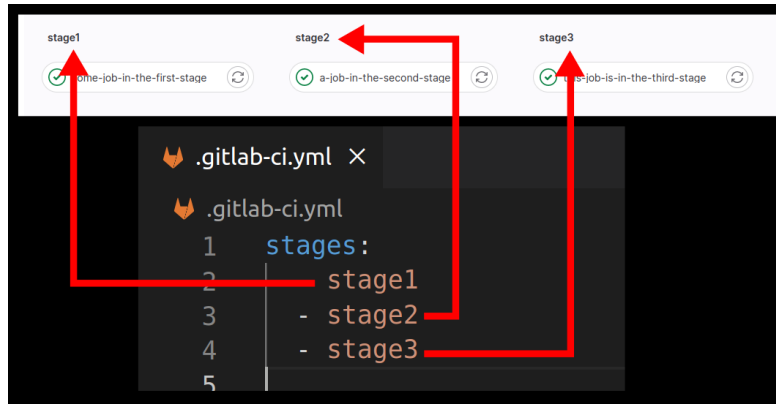 stage1 stage2 stage3
ome-job-in-the-first-stage a-job-in-the-second-stage s-job-is-in-the-third-stage
.gitlab-ci.yml ×
.gitlab-ci.yml
1 stages:
2 stage1
3 - stage2
4 - stage3
5